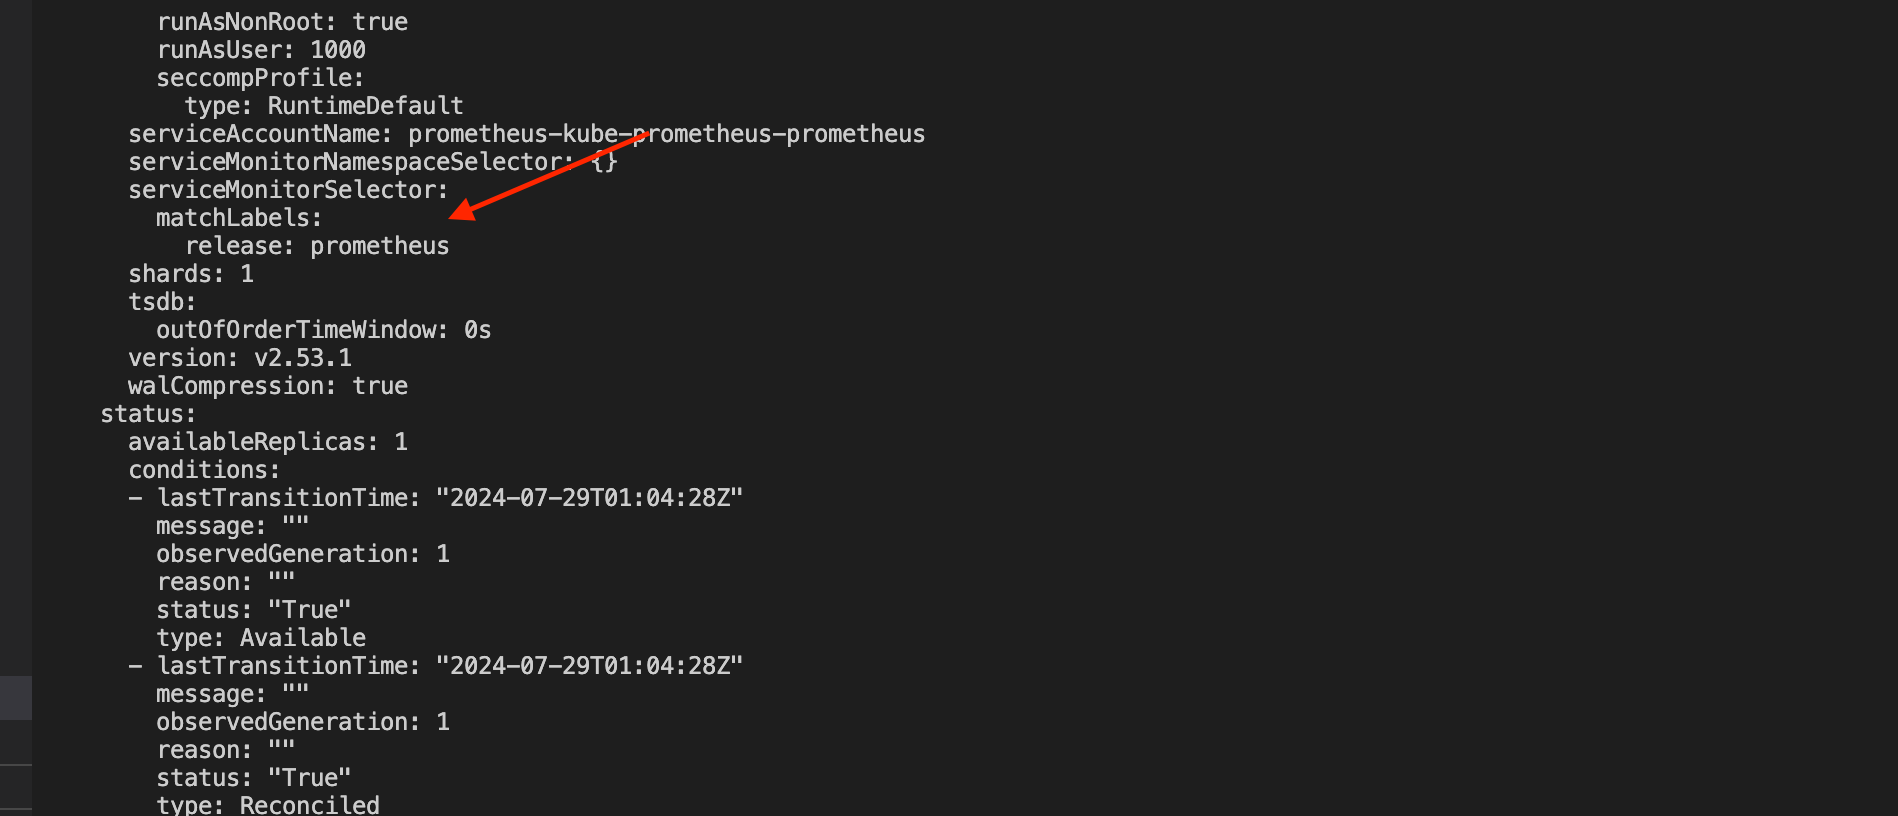 runAsNonRoot: true
runAsUser: 1000
seccompProfile:
type: RuntimeDefault
serviceAccountName: prometheus-kube-prometheus-prometheus
serviceMonitorNamespaceSelector: {}
serviceMonitorSelector:
matchLabels:
release: prometheus
shards: 1
tsdb:
outOfOrderTimeWindow: 0s
version: v2.53.1
walCompression: true
status:
availableReplicas: 1
conditions:
- lastTransitionTime: "2024-07-29T01:04:28Z"
message: ""
observedGeneration: 1
reason: ""
status: "True"
type: Available
- lastTransitionTime: "2024-07-29T01:04:28Z"
message: ""
observedGeneration: 1
reason: ""
status: "True"
type: Reconciled